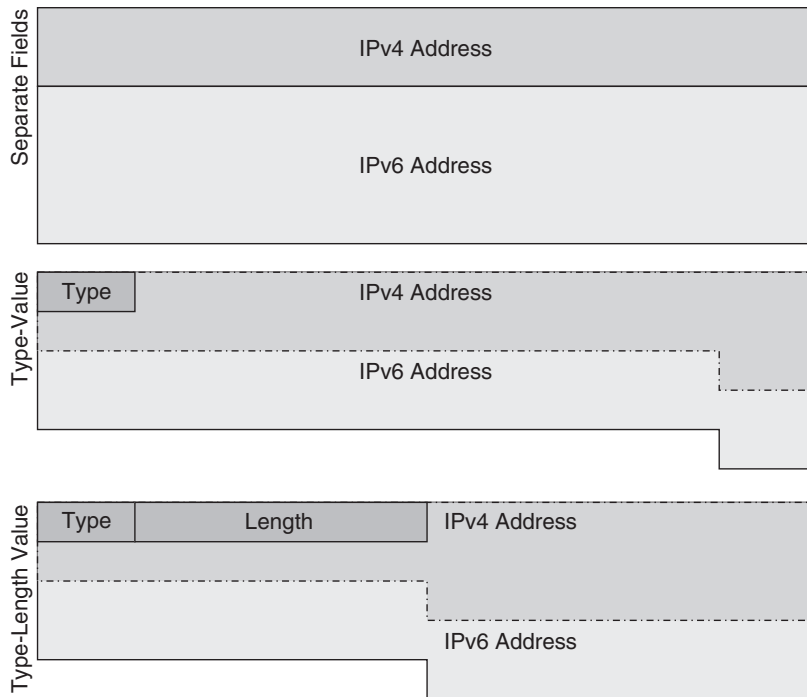 Separate Fields
IPv4 Address
IPv6 Address
Type-Value
Type
IPv4 Address
IPv6 Address
Type-Length Value
Type
Length
IPv4 Address
IPv6 Address